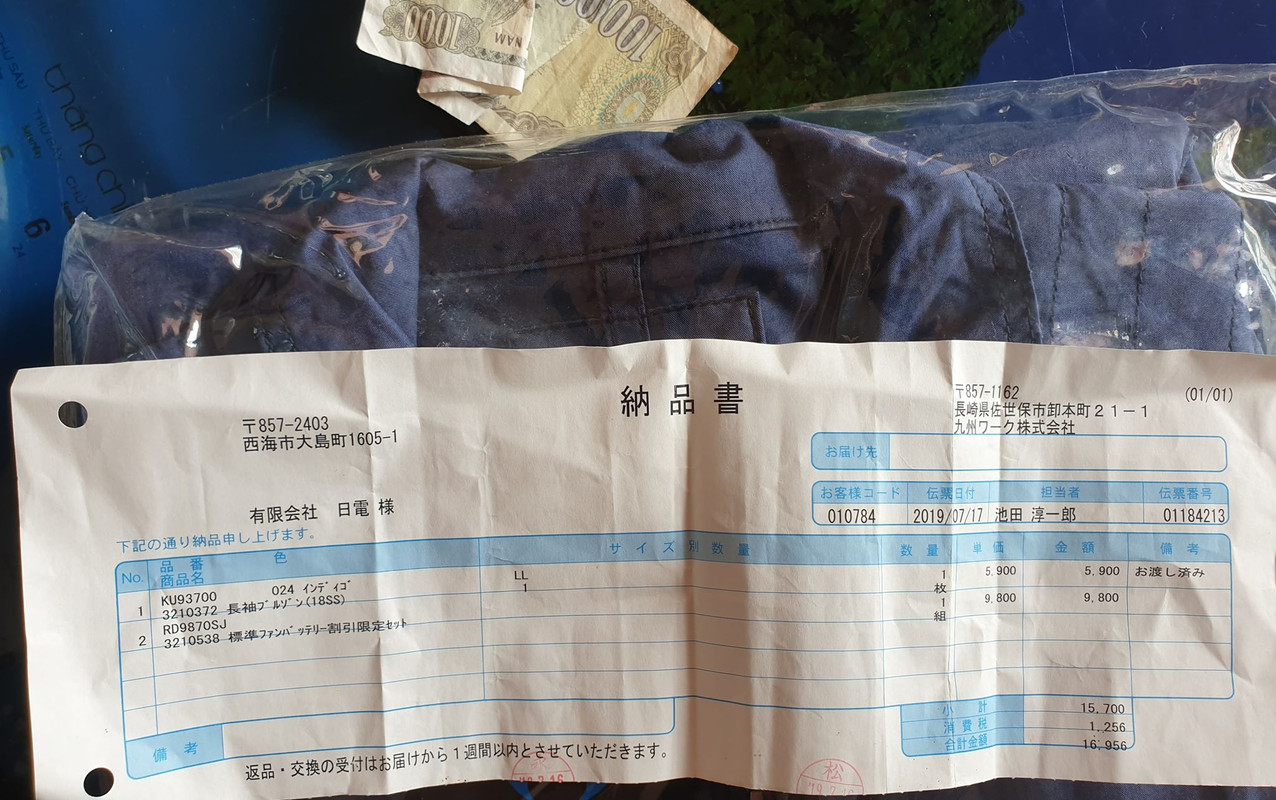 1000
NAM
1000
tháng chí
CHỦ
6
24
納品書
〒857-2403
西海市大島町1605-1
有限会社 日電 様
〒857-1162
(01/01)
長崎県佐世保市卸本町21-1
九州ワーク株式会社
お届け先
お客様コード 伝票日付 担当者 伝票番号
010784 2019/07/17 池田 淳一郎 01184213
下記の通り納品申し上げます。
No. 品番 色 サイズ別数量 数量 単価 金額 備考
商品名
1 KU93700 024 インディゴ LL 1 5,900 5,900 お渡し済み
3210372 長袖ブルゾン(18SS) 1 枚
2 RD9870SJ 1 9,800 9,800
3210538 標準ファンバッテリー割引限定セット 組
小計 15,700
消費税 1,256
合計金額 16,956
備考
返品・交換の受付はお届けから1週間以内とさせていただきます。
松